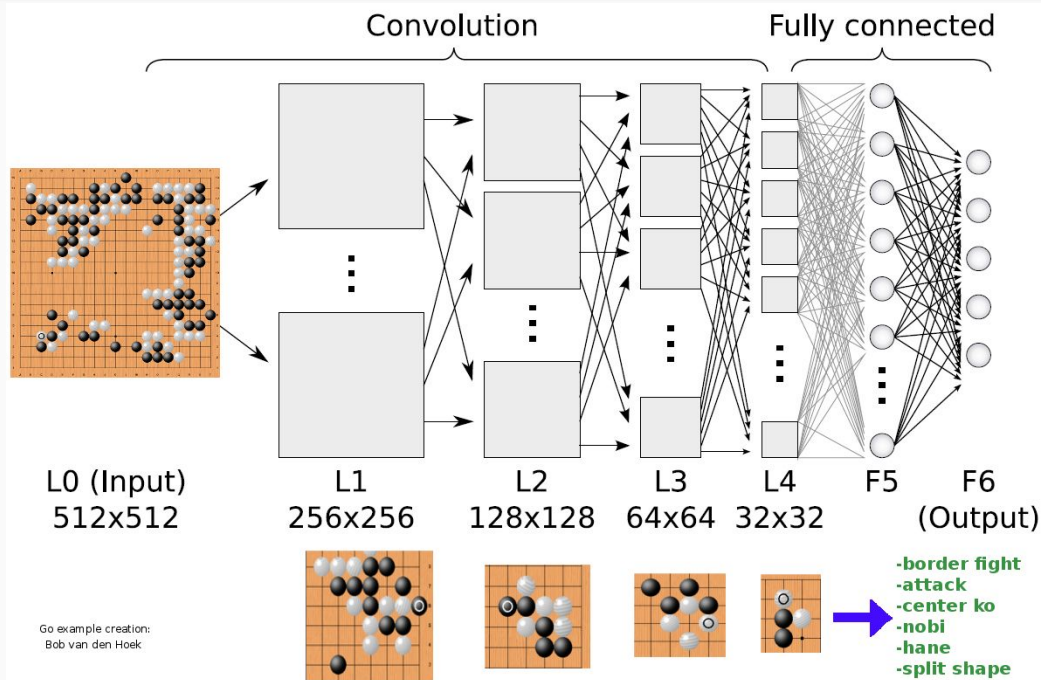 Convolution
Fully connected
L0 (Input)
512x512
L1
256x256
L2
128x128
L3
64x64
L4
32x32
F5
F6
(Output)
Go example creation:
Bob van den Hoek
-border fight
-attack
-center ko
-nobi
-hane
-split shape